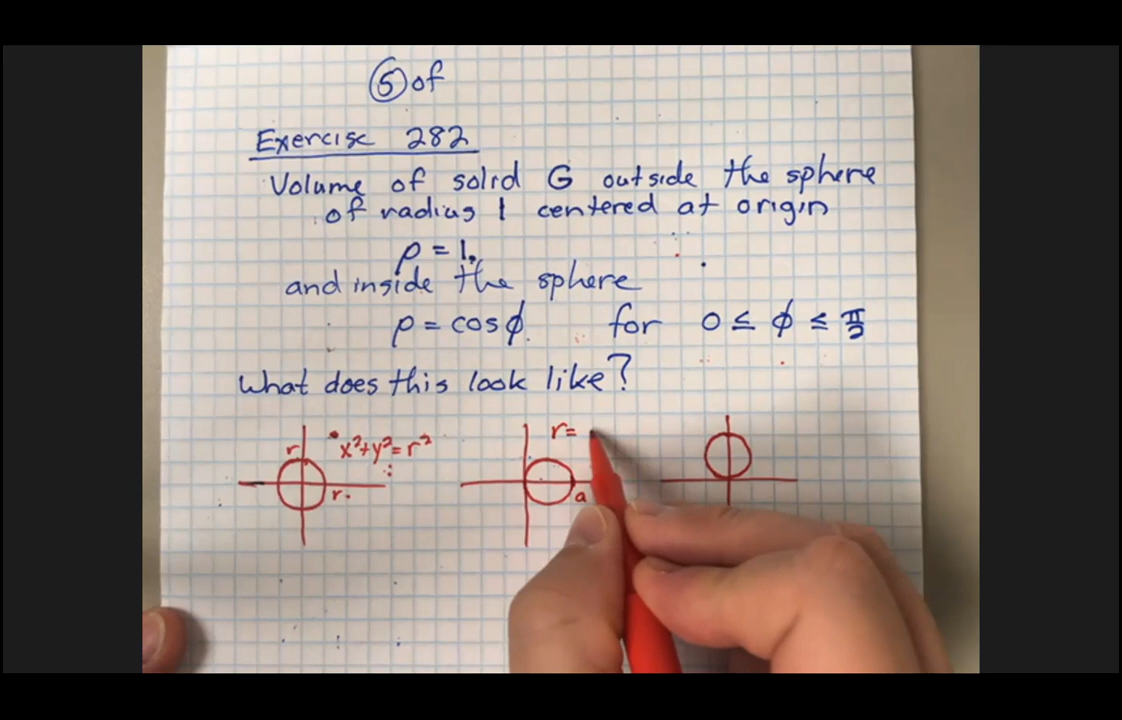 ⑤ of
Exercise 282
Volume of solid G outside the sphere
of radius 1 centered at origin
ρ = 1,
and inside the sphere
ρ = cos φ. for 0 ≤ φ ≤ π/2
What does this look like?
r x²+y²=r² r=
r. a